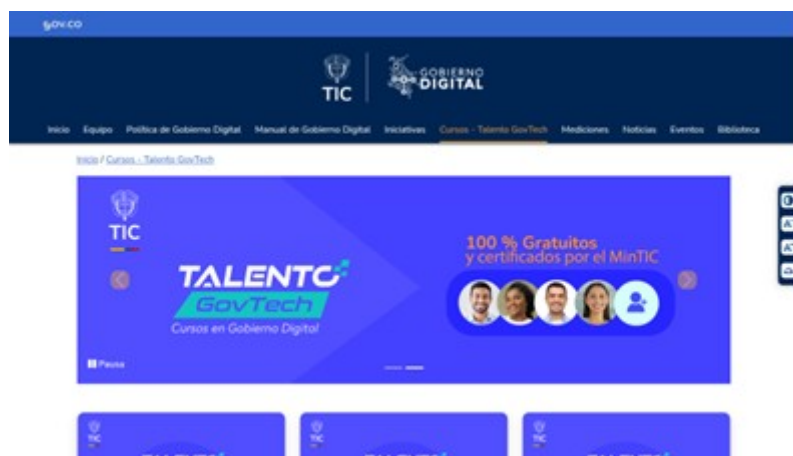 gov.co
TIC
GOBIERNO
DIGITAL
Inicio Equipo Política de Gobierno Digital Manual de Gobierno Digital Iniciativas Cursos - Talento GovTech Mediciones Noticias Eventos Biblioteca
Inicio / Cursos - Talento GovTech
TIC
100 % Gratuitos
y certificados por el MinTIC
TALENTO
GovTech
Cursos en Gobierno Digital
Pausa
TIC
TIC
TIC